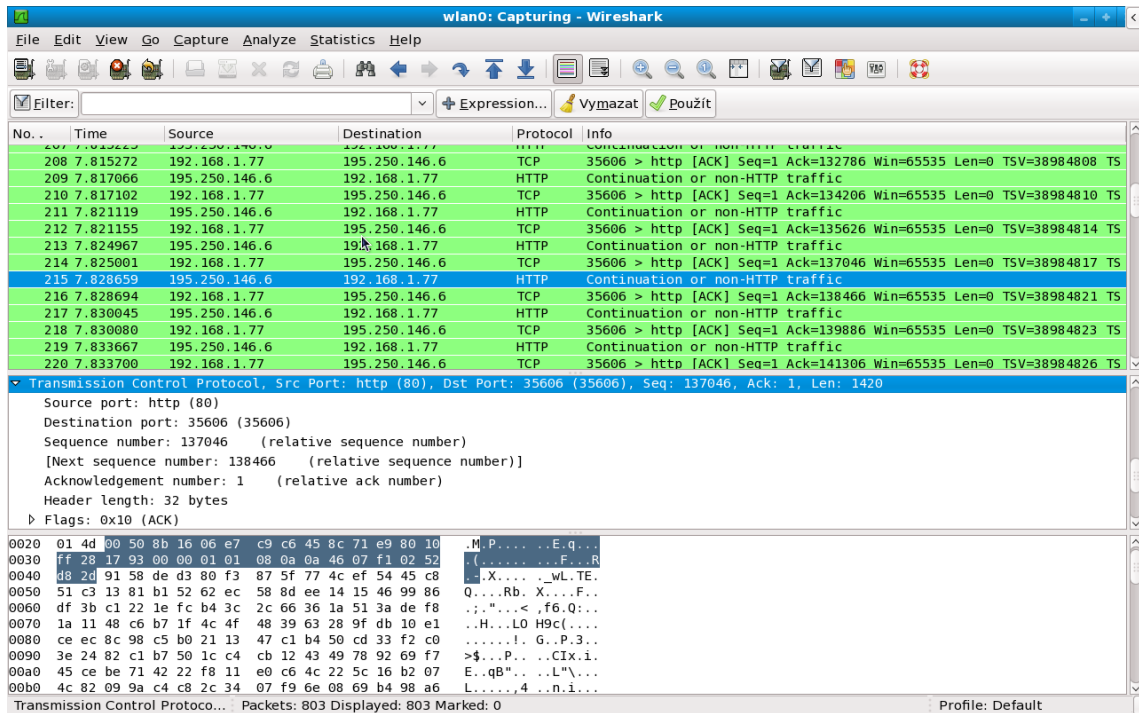 wlan0: Capturing - Wireshark
File Edit View Go Capture Analyze Statistics Help
Filter: Expression... Vymazat Použít
No. . Time Source Destination Protocol Info
208 7.815272 192.168.1.77 195.250.146.6 TCP 35606 > http [ACK] Seq=1 Ack=132786 Win=65535 Len=0 TSV=38984808 TS
209 7.817066 195.250.146.6 192.168.1.77 HTTP Continuation or non-HTTP traffic
210 7.817102 192.168.1.77 195.250.146.6 TCP 35606 > http [ACK] Seq=1 Ack=134206 Win=65535 Len=0 TSV=38984810 TS
211 7.821119 195.250.146.6 192.168.1.77 HTTP Continuation or non-HTTP traffic
212 7.821155 192.168.1.77 195.250.146.6 TCP 35606 > http [ACK] Seq=1 Ack=135626 Win=65535 Len=0 TSV=38984814 TS
213 7.824967 195.250.146.6 192.168.1.77 HTTP Continuation or non-HTTP traffic
214 7.825001 192.168.1.77 195.250.146.6 TCP 35606 > http [ACK] Seq=1 Ack=137046 Win=65535 Len=0 TSV=38984817 TS
215 7.828659 195.250.146.6 192.168.1.77 HTTP Continuation or non-HTTP traffic
216 7.828694 192.168.1.77 195.250.146.6 TCP 35606 > http [ACK] Seq=1 Ack=138466 Win=65535 Len=0 TSV=38984821 TS
217 7.830045 195.250.146.6 192.168.1.77 HTTP Continuation or non-HTTP traffic
218 7.830080 192.168.1.77 195.250.146.6 TCP 35606 > http [ACK] Seq=1 Ack=139886 Win=65535 Len=0 TSV=38984823 TS
219 7.833667 195.250.146.6 192.168.1.77 HTTP Continuation or non-HTTP traffic
220 7.833700 192.168.1.77 195.250.146.6 TCP 35606 > http [ACK] Seq=1 Ack=141306 Win=65535 Len=0 TSV=38984826 TS
Transmission Control Protocol, Src Port: http (80), Dst Port: 35606 (35606), Seq: 137046, Ack: 1, Len: 1420
Source port: http (80)
Destination port: 35606 (35606)
Sequence number: 137046 (relative sequence number)
[Next sequence number: 138466 (relative sequence number)]
Acknowledgement number: 1 (relative ack number)
Header length: 32 bytes
Flags: 0x10 (ACK)
0020 01 4d 00 50 8b 16 06 e7 c9 c6 45 8c 71 e9 80 10 .M.P.... ..E.q...
0030 ff 28 17 93 00 00 01 01 08 0a 0a 46 07 f1 02 52 .(...... ...F...R
0040 d8 2d 91 58 de d3 80 f3 87 5f 77 4c ef 54 45 c8 .-.X.... ._wL.TE.
0050 51 c3 13 81 b1 52 62 ec 58 8d ee 14 15 46 99 86 Q....Rb. X....F..
0060 df 3b c1 22 1e fc b4 3c 2c 66 36 1a 51 3a de f8 .;."...< ,f6.Q:..
0070 1a 11 48 c6 b7 1f 4c 4f 48 39 63 28 9f db 10 e1 ..H...LO H9c(....
0080 ce ec 8c 98 c5 b0 21 13 47 c1 b4 50 cd 33 f2 c0 ......!. G..P.3..
0090 3e 24 82 c1 b7 50 1c c4 cb 12 43 49 78 92 69 f7 >$...P.. ..CIx.i.
00a0 45 ce be 71 42 22 f8 11 e0 c6 4c 22 5c 16 b2 07 E..qB".. ..L"\...
00b0 4c 82 09 9a c4 c8 2c 34 07 f9 6e 08 69 b4 98 a6 L.....,4 ..n.i...
Transmission Control Protoco... Packets: 803 Displayed: 803 Marked: 0 Profile: Default